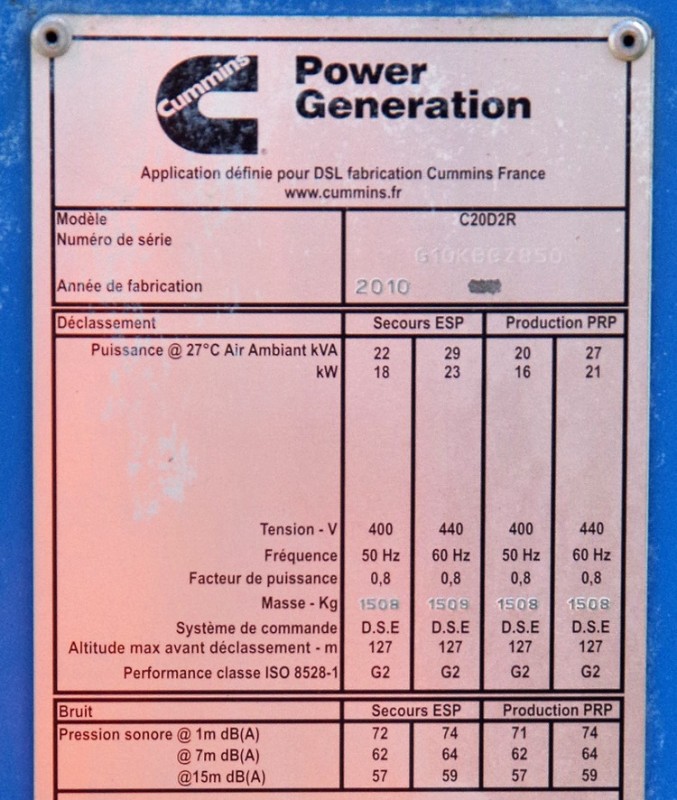 Cummins
Power
Generation
Application définie pour DSL fabrication Cummins France
www.cummins.fr
Modèle C20D2R
Numéro de série
Année de fabrication 2010
Déclassement Secours ESP Production PRP
Puissance @ 27°C Air Ambiant kVA 22 29 20 27
kW 18 23 16 21
Tension - V 400 440 400 440
Fréquence 50 Hz 60 Hz 50 Hz 60 Hz
Facteur de puissance 0,8 0,8 0,8 0,8
Masse - Kg 1508 1508 1508 1508
Système de commande D.S.E D.S.E D.S.E D.S.E
Altitude max avant déclassement - m 127 127 127 127
Performance classe ISO 8528-1 G2 G2 G2 G2
Bruit Secours ESP Production PRP
Pression sonore @ 1m dB(A) 72 74 71 74
@ 7m dB(A) 62 64 62 64
@15m dB(A) 57 59 57 59